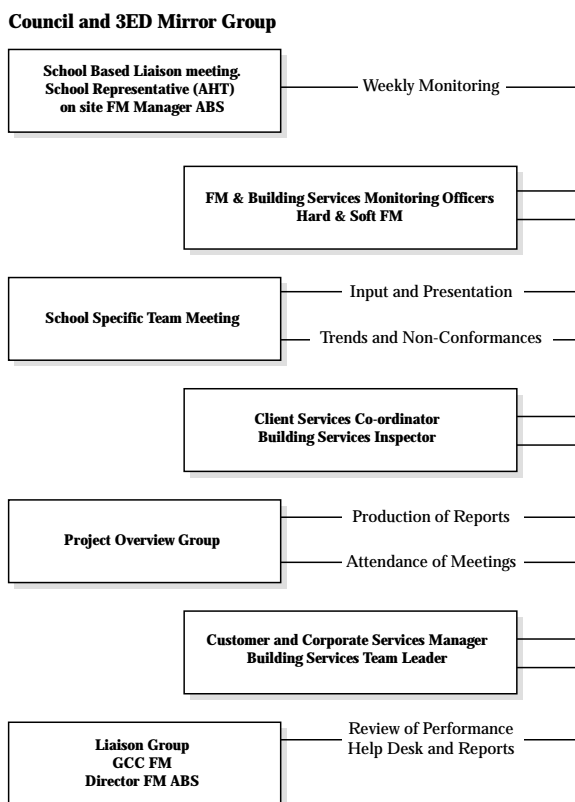 Council and 3ED Mirror Group
School Based Liaison meeting.
School Representative (AHT)
on site FM Manager ABS
Weekly Monitoring
FM & Building Services Monitoring Officers
Hard & Soft FM
School Specific Team Meeting
Input and Presentation
Trends and Non-Conformances
Client Services Co-ordinator
Building Services Inspector
Project Overview Group
Production of Reports
Attendance of Meetings
Customer and Corporate Services Manager
Building Services Team Leader
Liaison Group
GCC FM
Director FM ABS
Review of Performance
Help Desk and Reports